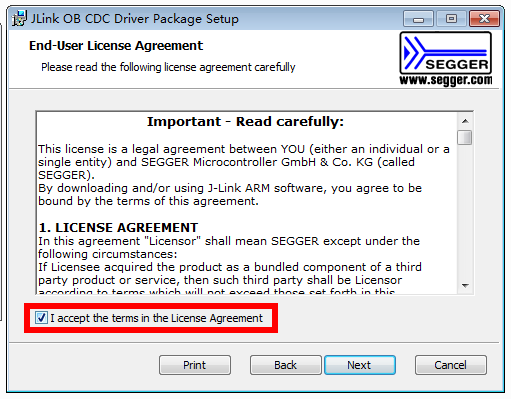 JLink OB CDC Driver Package Setup
End-User License Agreement
Please read the following license agreement carefully
SEGGER
www.segger.com
Important - Read carefully:
This license is a legal agreement between YOU (either an individual or a
single entity) and SEGGER Microcontroller GmbH & Co. KG (called
SEGGER).
By downloading and/or using J-Link ARM software, you agree to be
bound by the terms of this agreement.
1. LICENSE AGREEMENT
In this agreement "Licensor" shall mean SEGGER except under the
following circumstances:
If Licensee acquired the product as a bundled component of a third
party product or service, then such third party shall be Licensor
according to terms which will not exceed those set forth in this
I accept the terms in the License Agreement
Print
Back
Next
Cancel